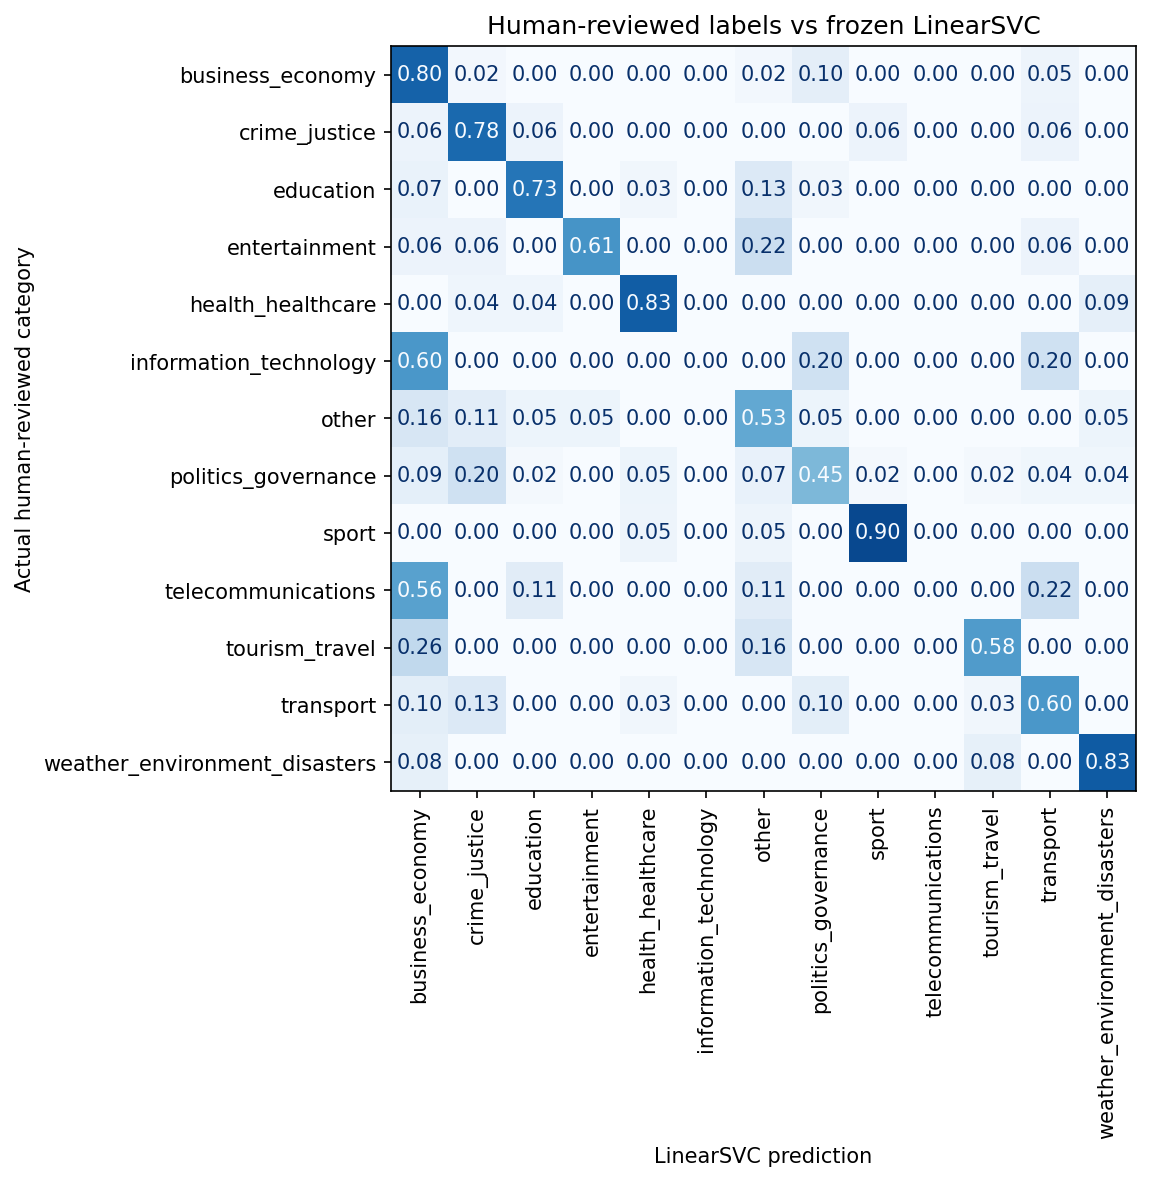 Human-reviewed labels vs frozen LinearSVC
business_economy 0.80 0.02 0.00 0.00 0.00 0.00 0.02 0.10 0.00 0.00 0.00 0.05 0.00
crime_justice 0.06 0.78 0.06 0.00 0.00 0.00 0.00 0.00 0.06 0.00 0.00 0.06 0.00
education 0.07 0.00 0.73 0.00 0.03 0.00 0.13 0.03 0.00 0.00 0.00 0.00 0.00
entertainment 0.06 0.06 0.00 0.61 0.00 0.00 0.22 0.00 0.00 0.00 0.00 0.06 0.00
health_healthcare 0.00 0.04 0.04 0.00 0.83 0.00 0.00 0.00 0.00 0.00 0.00 0.00 0.09
information_technology 0.60 0.00 0.00 0.00 0.00 0.00 0.00 0.20 0.00 0.00 0.00 0.20 0.00
other 0.16 0.11 0.05 0.05 0.00 0.00 0.53 0.05 0.00 0.00 0.00 0.00 0.05
politics_governance 0.09 0.20 0.02 0.00 0.05 0.00 0.07 0.45 0.02 0.00 0.02 0.04 0.04
sport 0.00 0.00 0.00 0.00 0.05 0.00 0.05 0.00 0.90 0.00 0.00 0.00 0.00
telecommunications 0.56 0.00 0.11 0.00 0.00 0.00 0.11 0.00 0.00 0.00 0.00 0.22 0.00
tourism_travel 0.26 0.00 0.00 0.00 0.00 0.00 0.16 0.00 0.00 0.00 0.58 0.00 0.00
transport 0.10 0.13 0.00 0.00 0.03 0.00 0.00 0.10 0.00 0.00 0.03 0.60 0.00
weather_environment_disasters 0.08 0.00 0.00 0.00 0.00 0.00 0.00 0.00 0.00 0.00 0.08 0.00 0.83
Actual human-reviewed category
business_economy
crime_justice
education
entertainment
health_healthcare
information_technology
other
politics_governance
sport
telecommunications
tourism_travel
transport
weather_environment_disasters
LinearSVC prediction